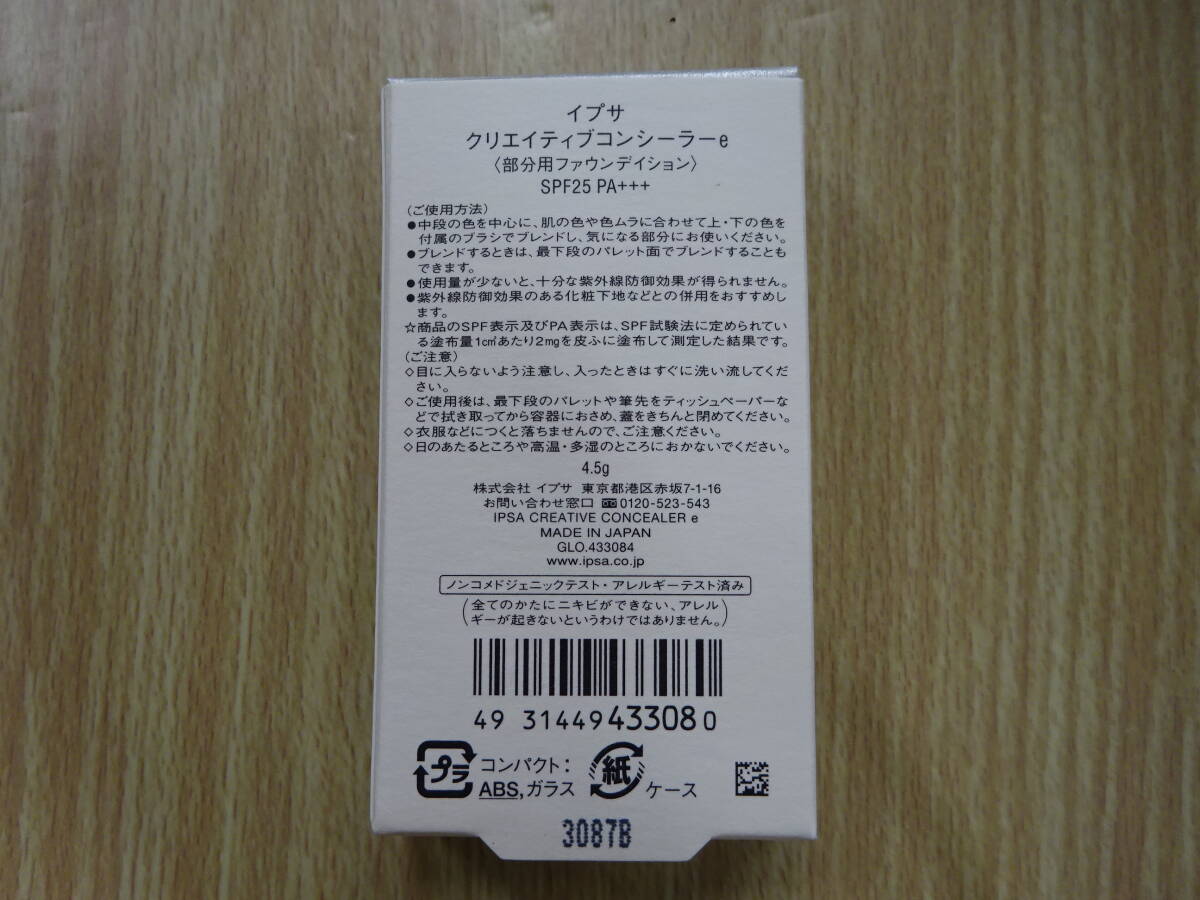 イプサ
クリエイティブコンシーラーe
〈部分用ファウンデイション〉
SPF25 PA+++
〈ご使用方法〉
●中段の色を中心に、肌の色や色ムラに合わせて上・下の色を
付属のブラシでブレンドし、気になる部分にお使いください。
●ブレンドするときは、最下段のパレット面でブレンドすることも
できます。
●使用量が少ないと、十分な紫外線防御効果が得られません。
●紫外線防御効果のある化粧下地などとの併用をおすすめし
ます。
☆商品のSPF表示及びPA表示は、SPF試験法に定められてい
る塗布量1c㎡あたり2mgを皮ふに塗布して測定した結果です。
〈ご注意〉
◇目に入らないよう注意し、入ったときはすぐに洗い流してくだ
さい。
◇ご使用後は、最下段のパレットや筆先をティッシュペーパーな
どで拭き取ってから容器におさめ、蓋をきちんと閉めてください。
◇衣服などにつくと落ちませんので、ご注意ください。
◇日のあたるところや高温・多湿のところにおかないでください。
4.5g
株式会社 イプサ 東京都港区赤坂7-1-16
お問い合わせ窓口 0120-523-543
IPSA CREATIVE CONCEALER e
MADE IN JAPAN
GLO.433084
www.ipsa.co.jp
ノンコメドジェニックテスト・アレルギーテスト済み
(全てのかたにニキビができない、アレル
ギーが起きないというわけではありません。)
49 31449 433080
プラ コンパクト:
ABS,ガラス
紙 ケース
3087B